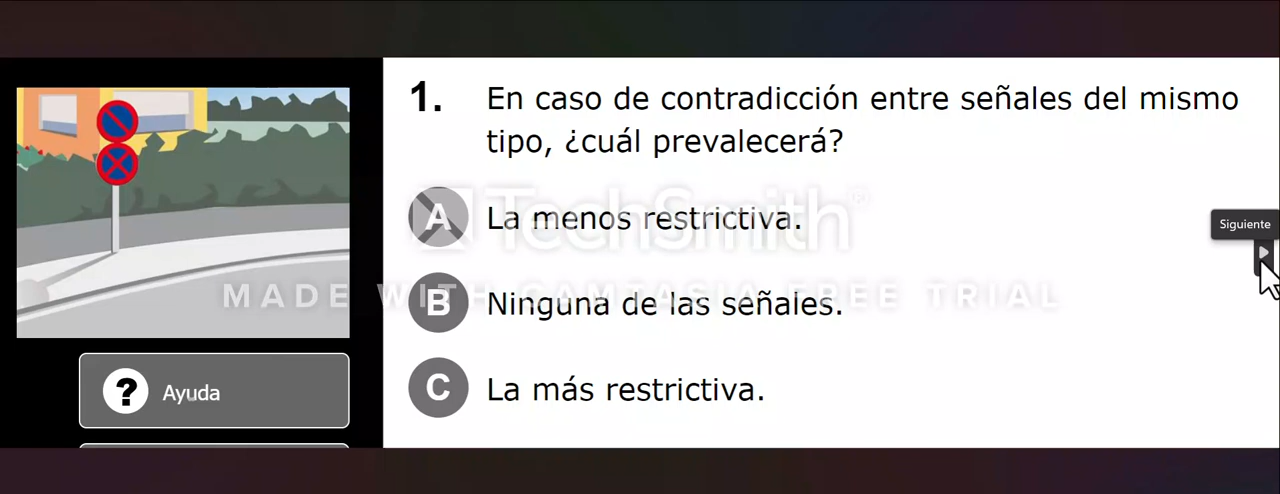 1. En caso de contradicción entre señales del mismo
tipo, ¿cuál prevalecerá?
A La menos restrictiva.
TechSmith®
Siguiente
MADE WITH CAMTASIA FREE TRIAL
B Ninguna de las señales.
? Ayuda
C La más restrictiva.